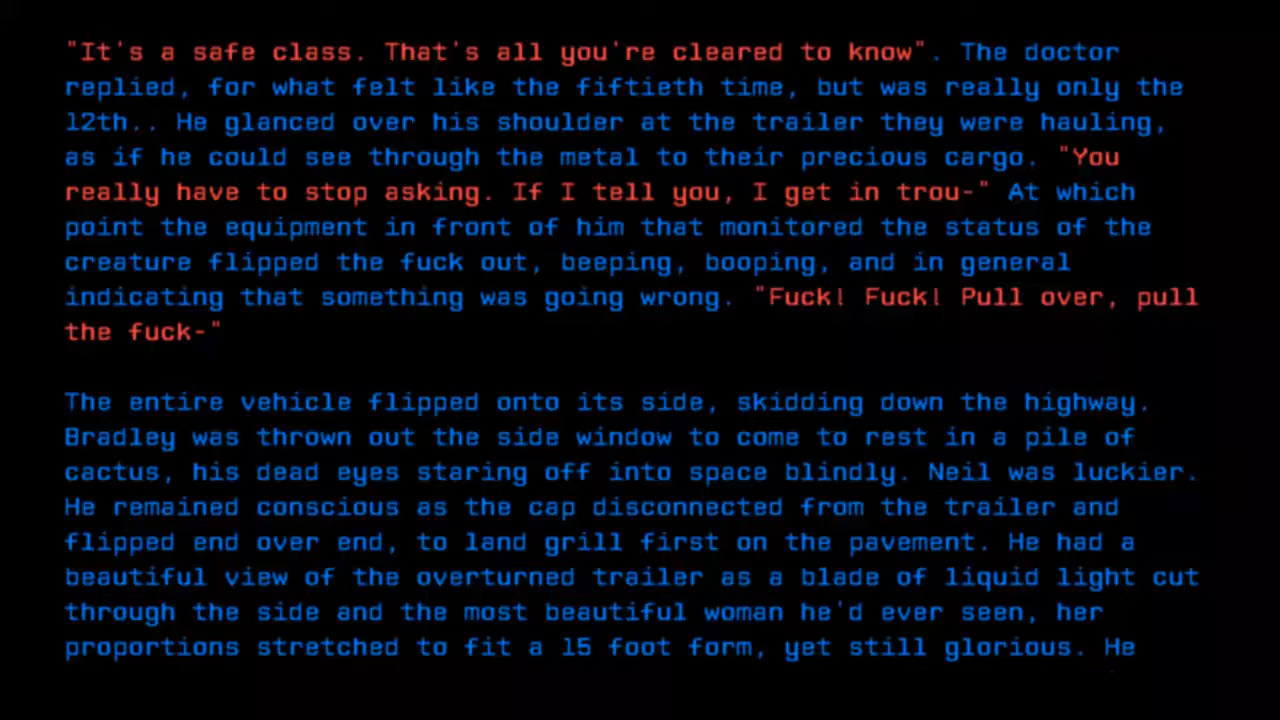 "It's a safe class. That's all you're cleared to know". The doctor
replied, for what felt like the fiftieth time, but was really only the
12th.. He glanced over his shoulder at the trailer they were hauling,
as if he could see through the metal to their precious cargo. "You
really have to stop asking. If I tell you, I get in trou-" At which
point the equipment in front of him that monitored the status of the
creature flipped the fuck out, beeping, booping, and in general
indicating that something was going wrong. "Fuck! Fuck! Pull over, pull
the fuck-"
The entire vehicle flipped onto its side, skidding down the highway.
Bradley was thrown out the side window to come to rest in a pile of
cactus, his dead eyes staring off into space blindly. Neil was luckier.
He remained conscious as the cap disconnected from the trailer and
flipped end over end, to land grill first on the pavement. He had a
beautiful view of the overturned trailer as a blade of liquid light cut
through the side and the most beautiful woman he'd ever seen, her
proportions stretched to fit a 15 foot form, yet still glorious. He